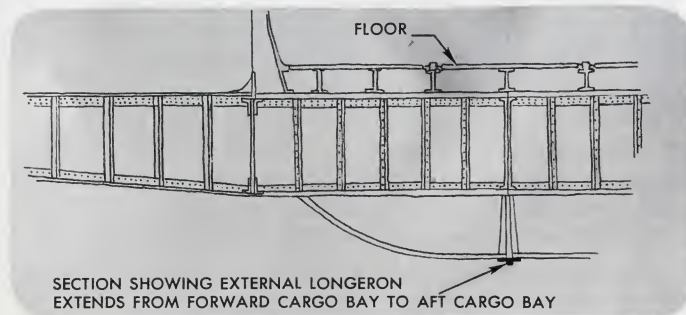 FLOOR
SECTION SHOWING EXTERNAL LONGERON
EXTENDS FROM FORWARD CARGO BAY TO AFT CARGO BAY